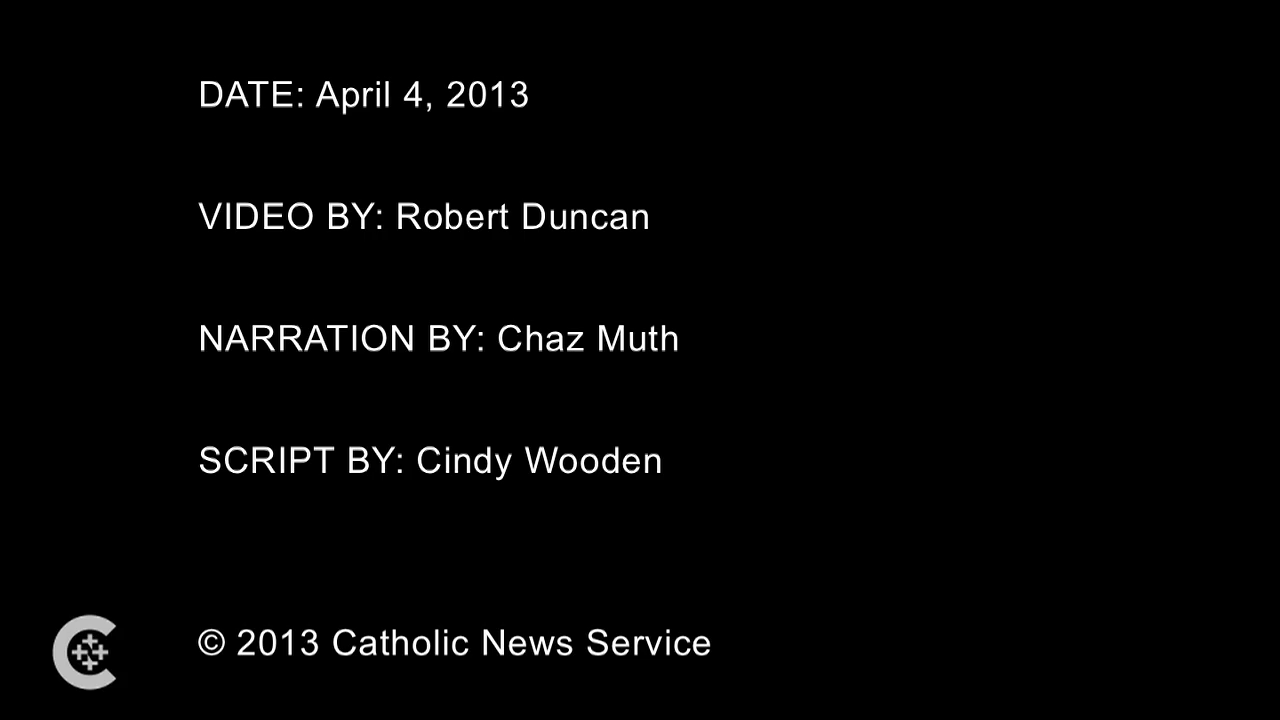 DATE: April 4, 2013
VIDEO BY: Robert Duncan
NARRATION BY: Chaz Muth
SCRIPT BY: Cindy Wooden
© 2013 Catholic News Service